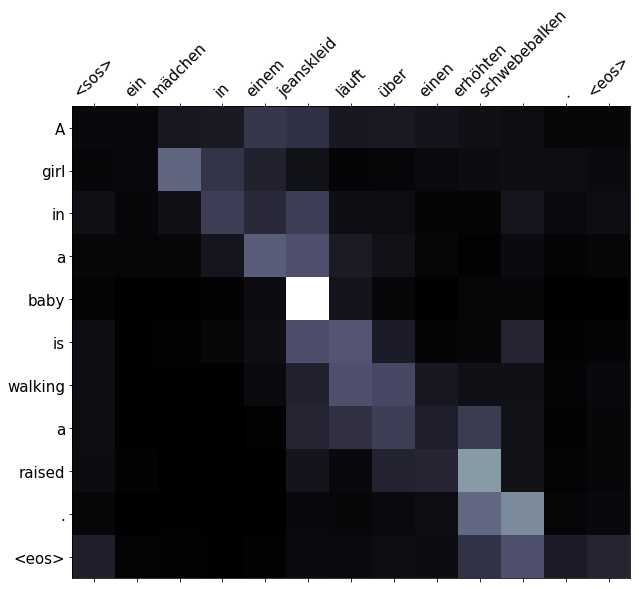 <sos> ein mädchen in einem jeanskleid läuft über einen erhöhten schwebebalken . <eos>
A
girl
in
a
baby
is
walking
a
raised
.
<eos>